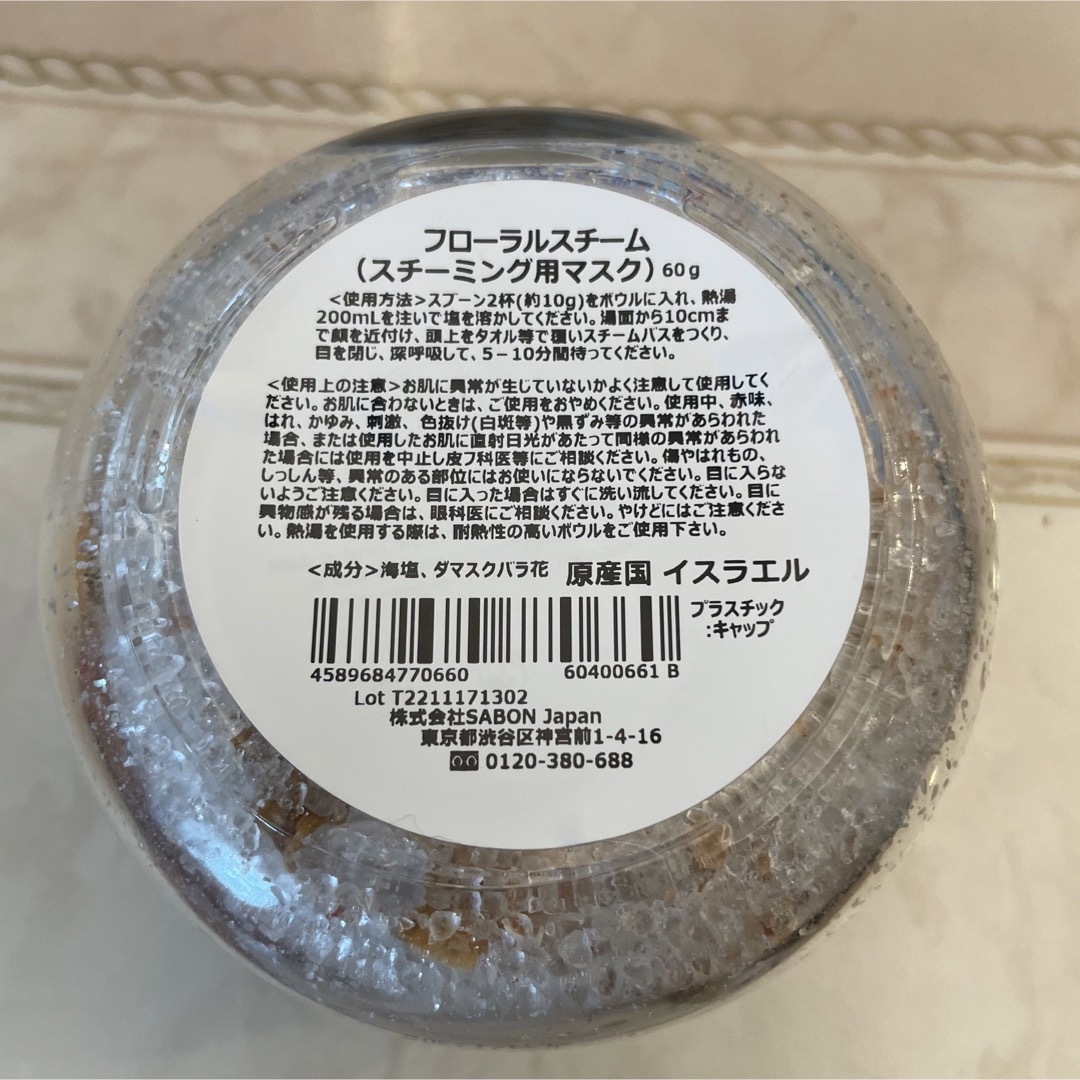 フローラルスチーム
(スチーミング用マスク) 60g
<使用方法>スプーン2杯(約10g)をボウルに入れ、熱湯
200mLを注いで塩を溶かしてください。湯面から10cmま
で顔を近付け、頭上をタオル等で覆いスチームバスをつくり、
目を閉じ、深呼吸して、5－10分間待ってください。
<使用上の注意>お肌に異常が生じていないかよく注意して使用してく
ださい。お肌に合わないときは、ご使用をおやめください。使用中、赤味、
はれ、かゆみ、刺激、色抜け(白斑等)や黒ずみ等の異常があらわれた
場合、または使用したお肌に直射日光があたって同様の異常があらわれ
た場合には使用を中止し皮フ科医等にご相談ください。傷やはれもの、
しっしん等、異常のある部位にはお使いにならないでください。目に入らな
いようご注意ください。目に入った場合はすぐに洗い流してください。目に
異物感が残る場合は、眼科医にご相談ください。やけどにはご注意くださ
い。熱湯を使用する際は、耐熱性の高いボウルをご使用下さい。
<成分>海塩、ダマスクバラ花 原産国 イスラエル
プラスチック
:キャップ
4589684770660 60400661 B
Lot T2211171302
株式会社SABON Japan
東京都渋谷区神宮前1-4-16
0120-380-688